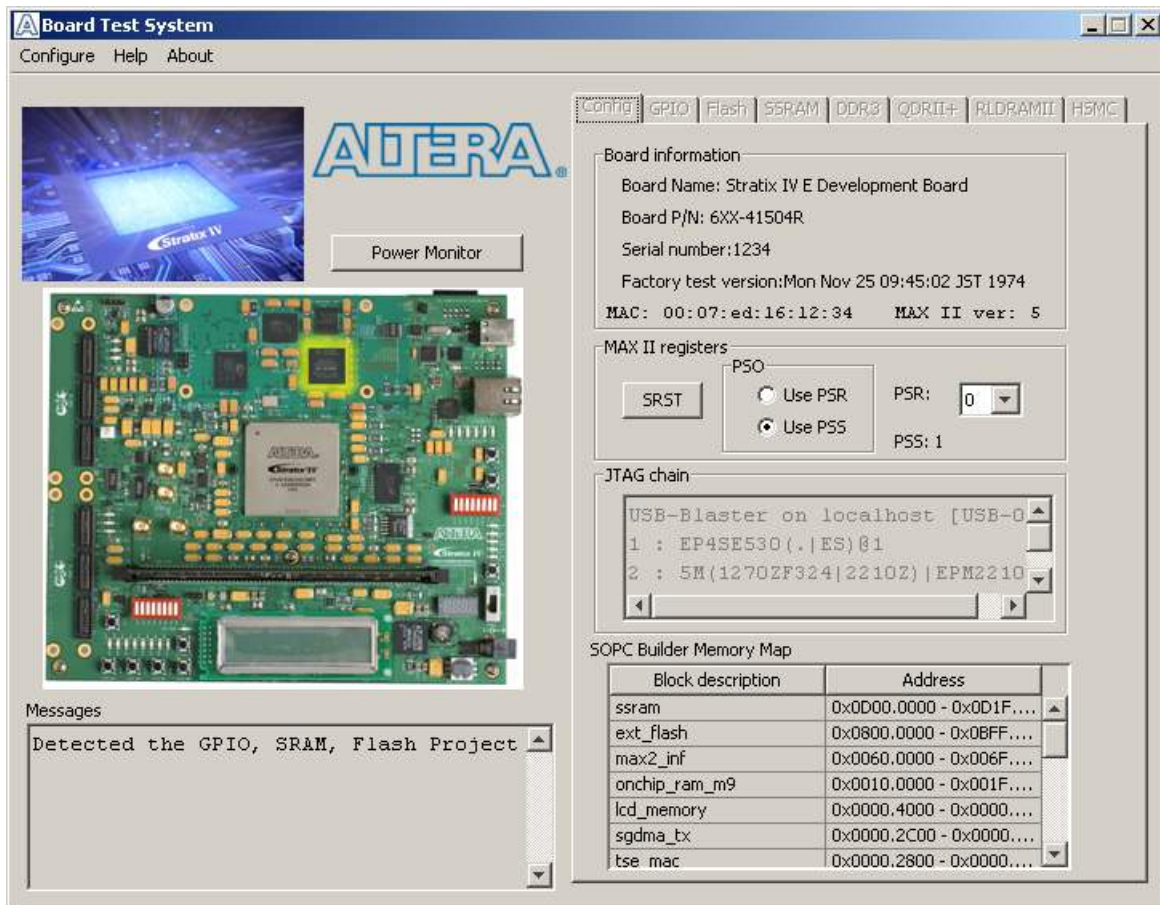 Board Test System
Configure Help About
Stratix IV
ALTERA®
Power Monitor
ALTERA
Stratix IV
ALTERA
Stratix IV
Messages
Detected the GPIO, SRAM, Flash Project
Config GPIO Flash SSRAM DDR3 QDRII+ RLDRAMII HSMC
Board information
Board Name: Stratix IV E Development Board
Board P/N: 6XX-41504R
Serial number:1234
Factory test version:Mon Nov 25 09:45:02 JST 1974
MAC: 00:07:ed:16:12:34 MAX II ver: 5
MAX II registers
SRST
PSO
Use PSR
Use PSS
PSR: 0
PSS: 1
JTAG chain
USB-Blaster on localhost [USB-0
1 : EP4SE530(.|ES)@1
2 : 5M(1270ZF324|2210Z)|EPM2210
SOPC Builder Memory Map
Block description Address
ssram 0x0D00.0000 - 0x0D1F....
ext_flash 0x0800.0000 - 0x0BFF....
max2_inf 0x0060.0000 - 0x006F....
onchip_ram_m9 0x0010.0000 - 0x001F....
lcd_memory 0x0000.4000 - 0x0000....
sgdma_tx 0x0000.2C00 - 0x0000....
tse_mac 0x0000.2800 - 0x0000....